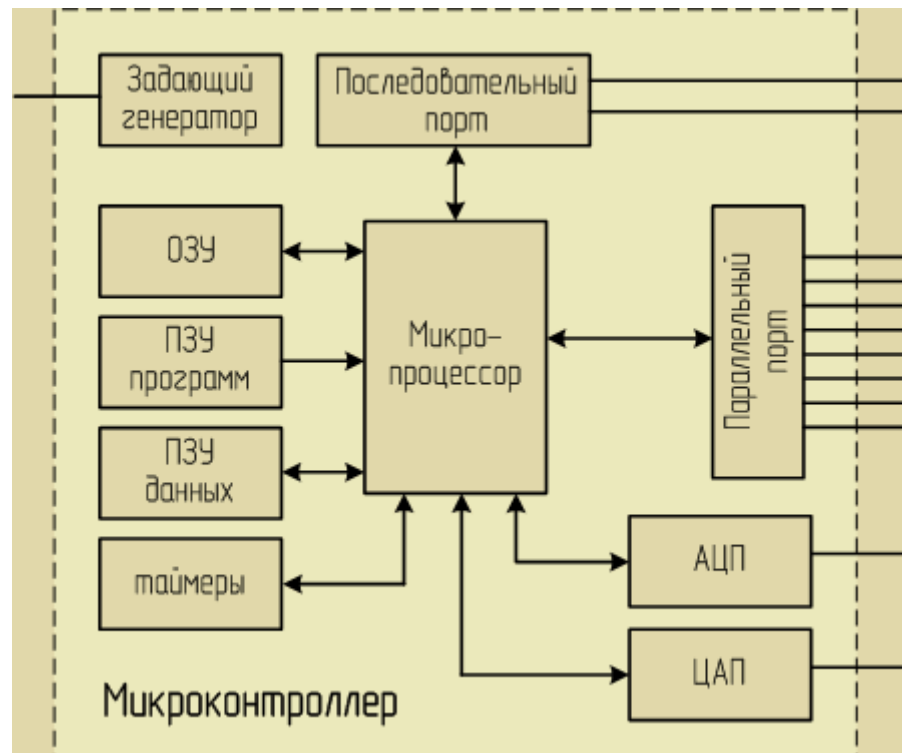 Задающий
генератор
Последовательный
порт
ОЗУ
ПЗУ
программ
ПЗУ
данных
таймеры
Микро-
процессор
Параллельный
порт
АЦП
ЦАП
Микроконтроллер